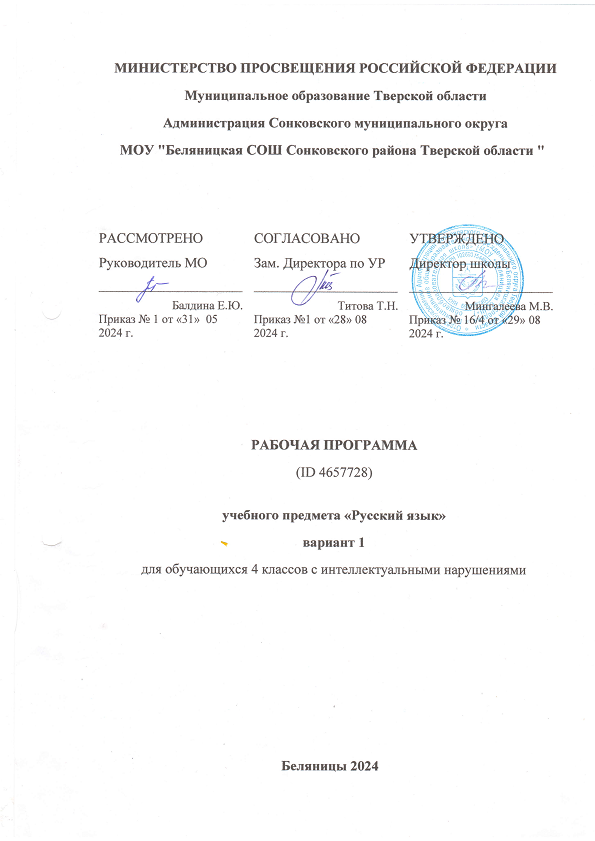 МИНИСТЕРСТВО ПРОСВЕЩЕНИЯ РОССИЙСКОЙ ФЕДЕРАЦИИ
Муниципальное образование Тверской области
Администрация Сонковского муниципального округа
МОУ "Беляницкая СОШ Сонковского района Тверской области "
РАССМОТРЕНО
Руководитель МО
Балдина Е.Ю.
Приказ № 1 от «31» 05
2024 г.
СОГЛАСОВАНО
Зам. Директора по УР
Титова Т.Н.
Приказ №1 от «28» 08
2024 г.
УТВЕРЖДЕНО
Директор школы
Мингалеева М.В.
Приказ № 16/4 от «29» 08
2024 г.
РАБОЧАЯ ПРОГРАММА
(ID 4657728)
учебного предмета «Русский язык»
вариант 1
для обучающихся 4 классов с интеллектуальными нарушениями
Беляницы 2024